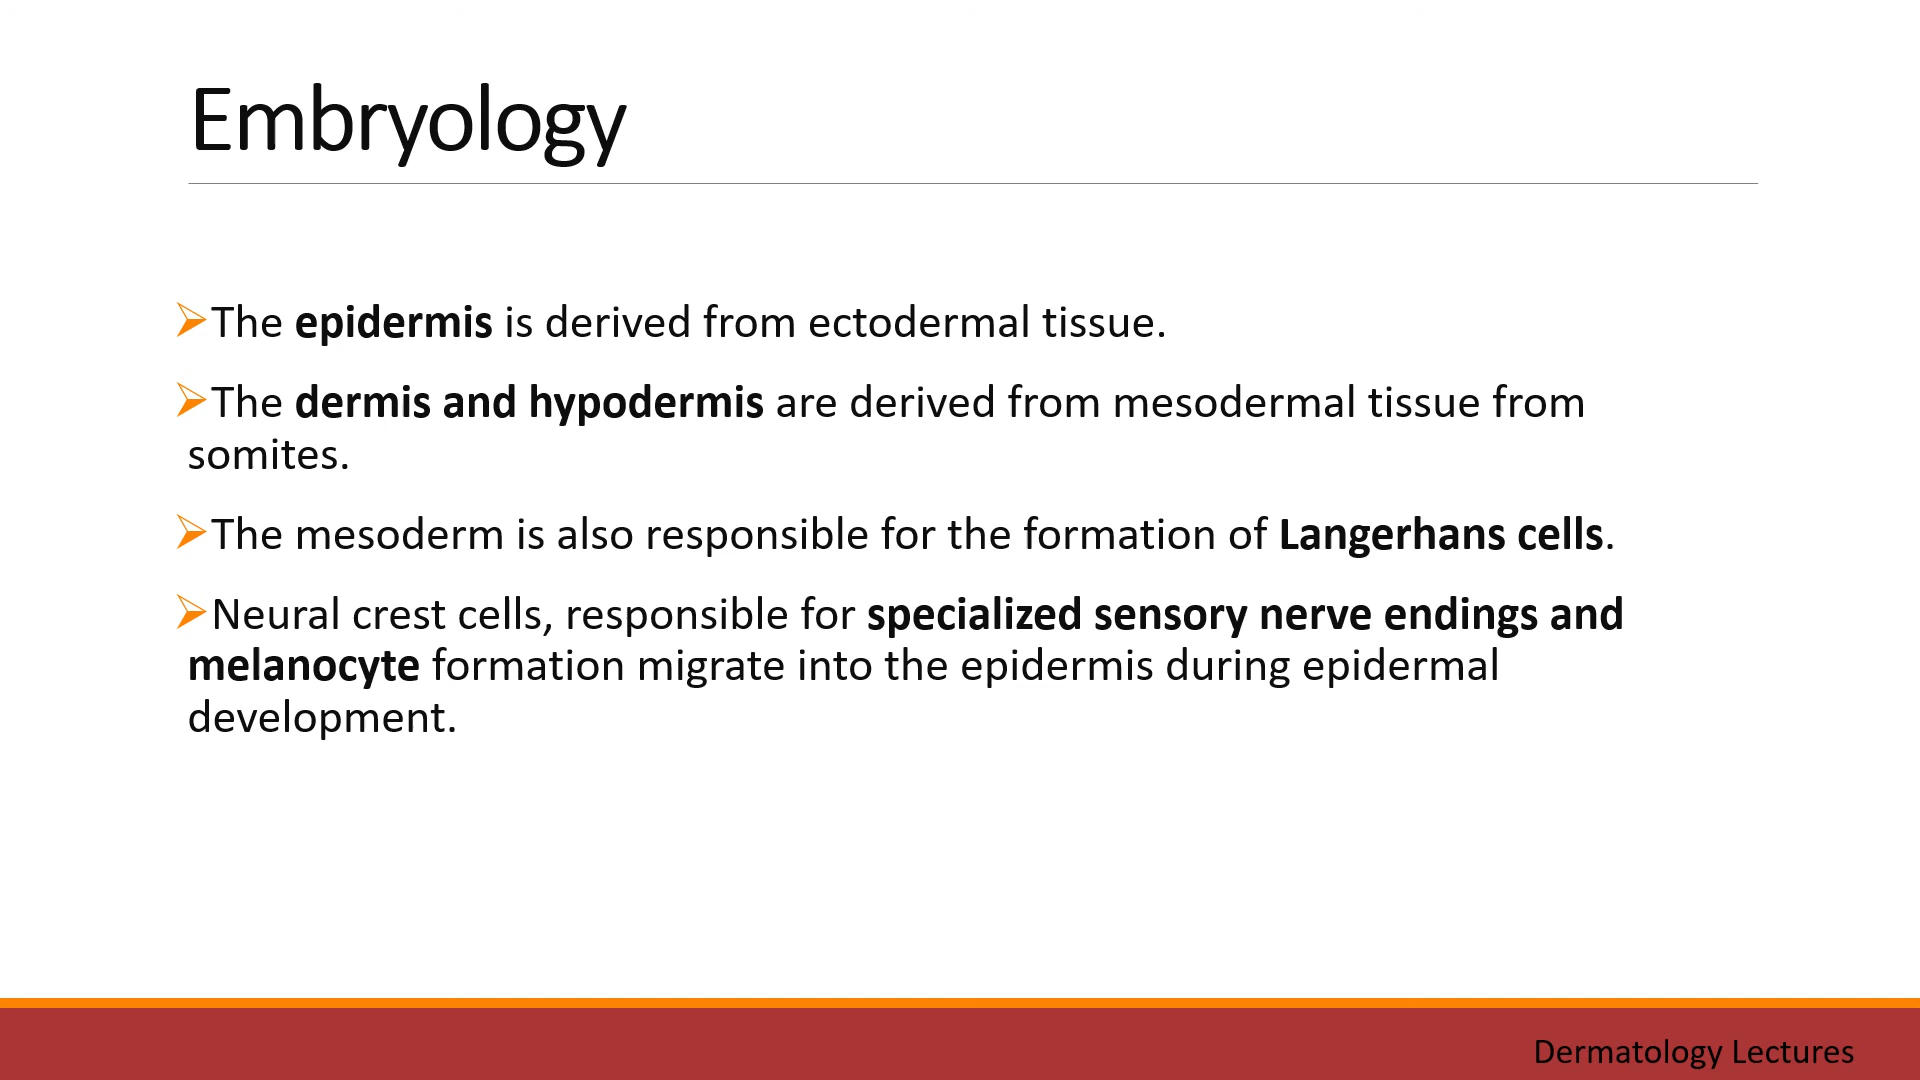 Embryology
The epidermis is derived from ectodermal tissue.
The dermis and hypodermis are derived from mesodermal tissue from
somites.
The mesoderm is also responsible for the formation of Langerhans cells.
Neural crest cells, responsible for specialized sensory nerve endings and
melanocyte formation migrate into the epidermis during epidermal
development.
Dermatology Lectures